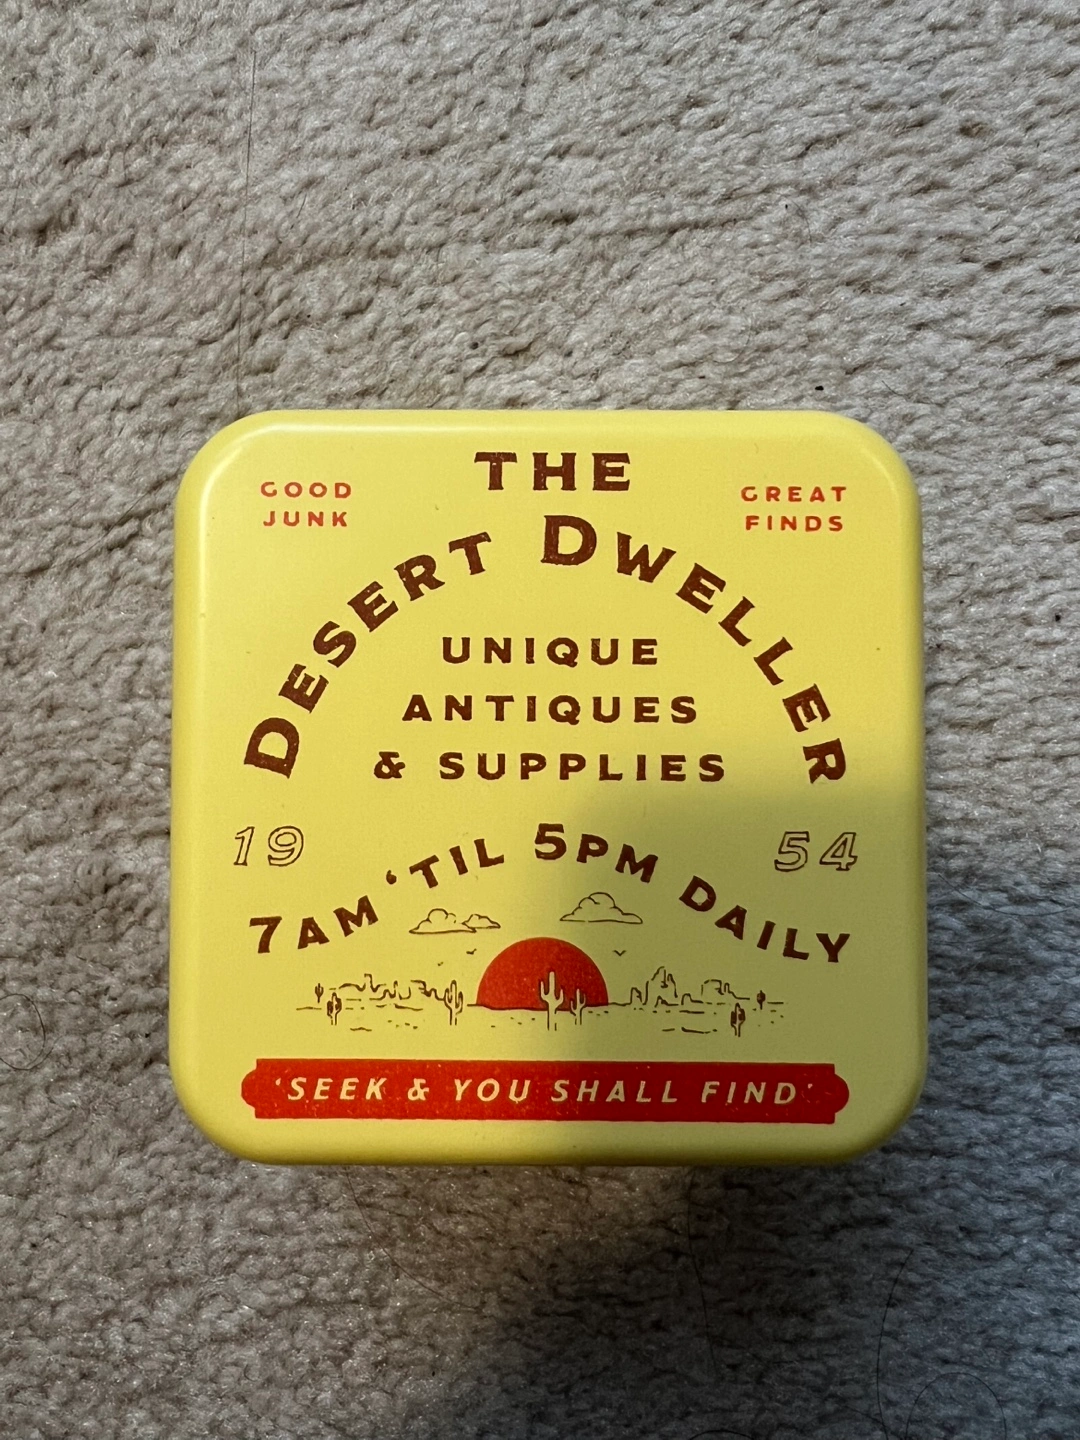 GOOD
JUNK
THE
GREAT
FINDS
DESERT DWELLER
UNIQUE
ANTIQUES
& SUPPLIES
19
54
7AM ‘TIL 5PM DAILY
‘SEEK & YOU SHALL FIND’